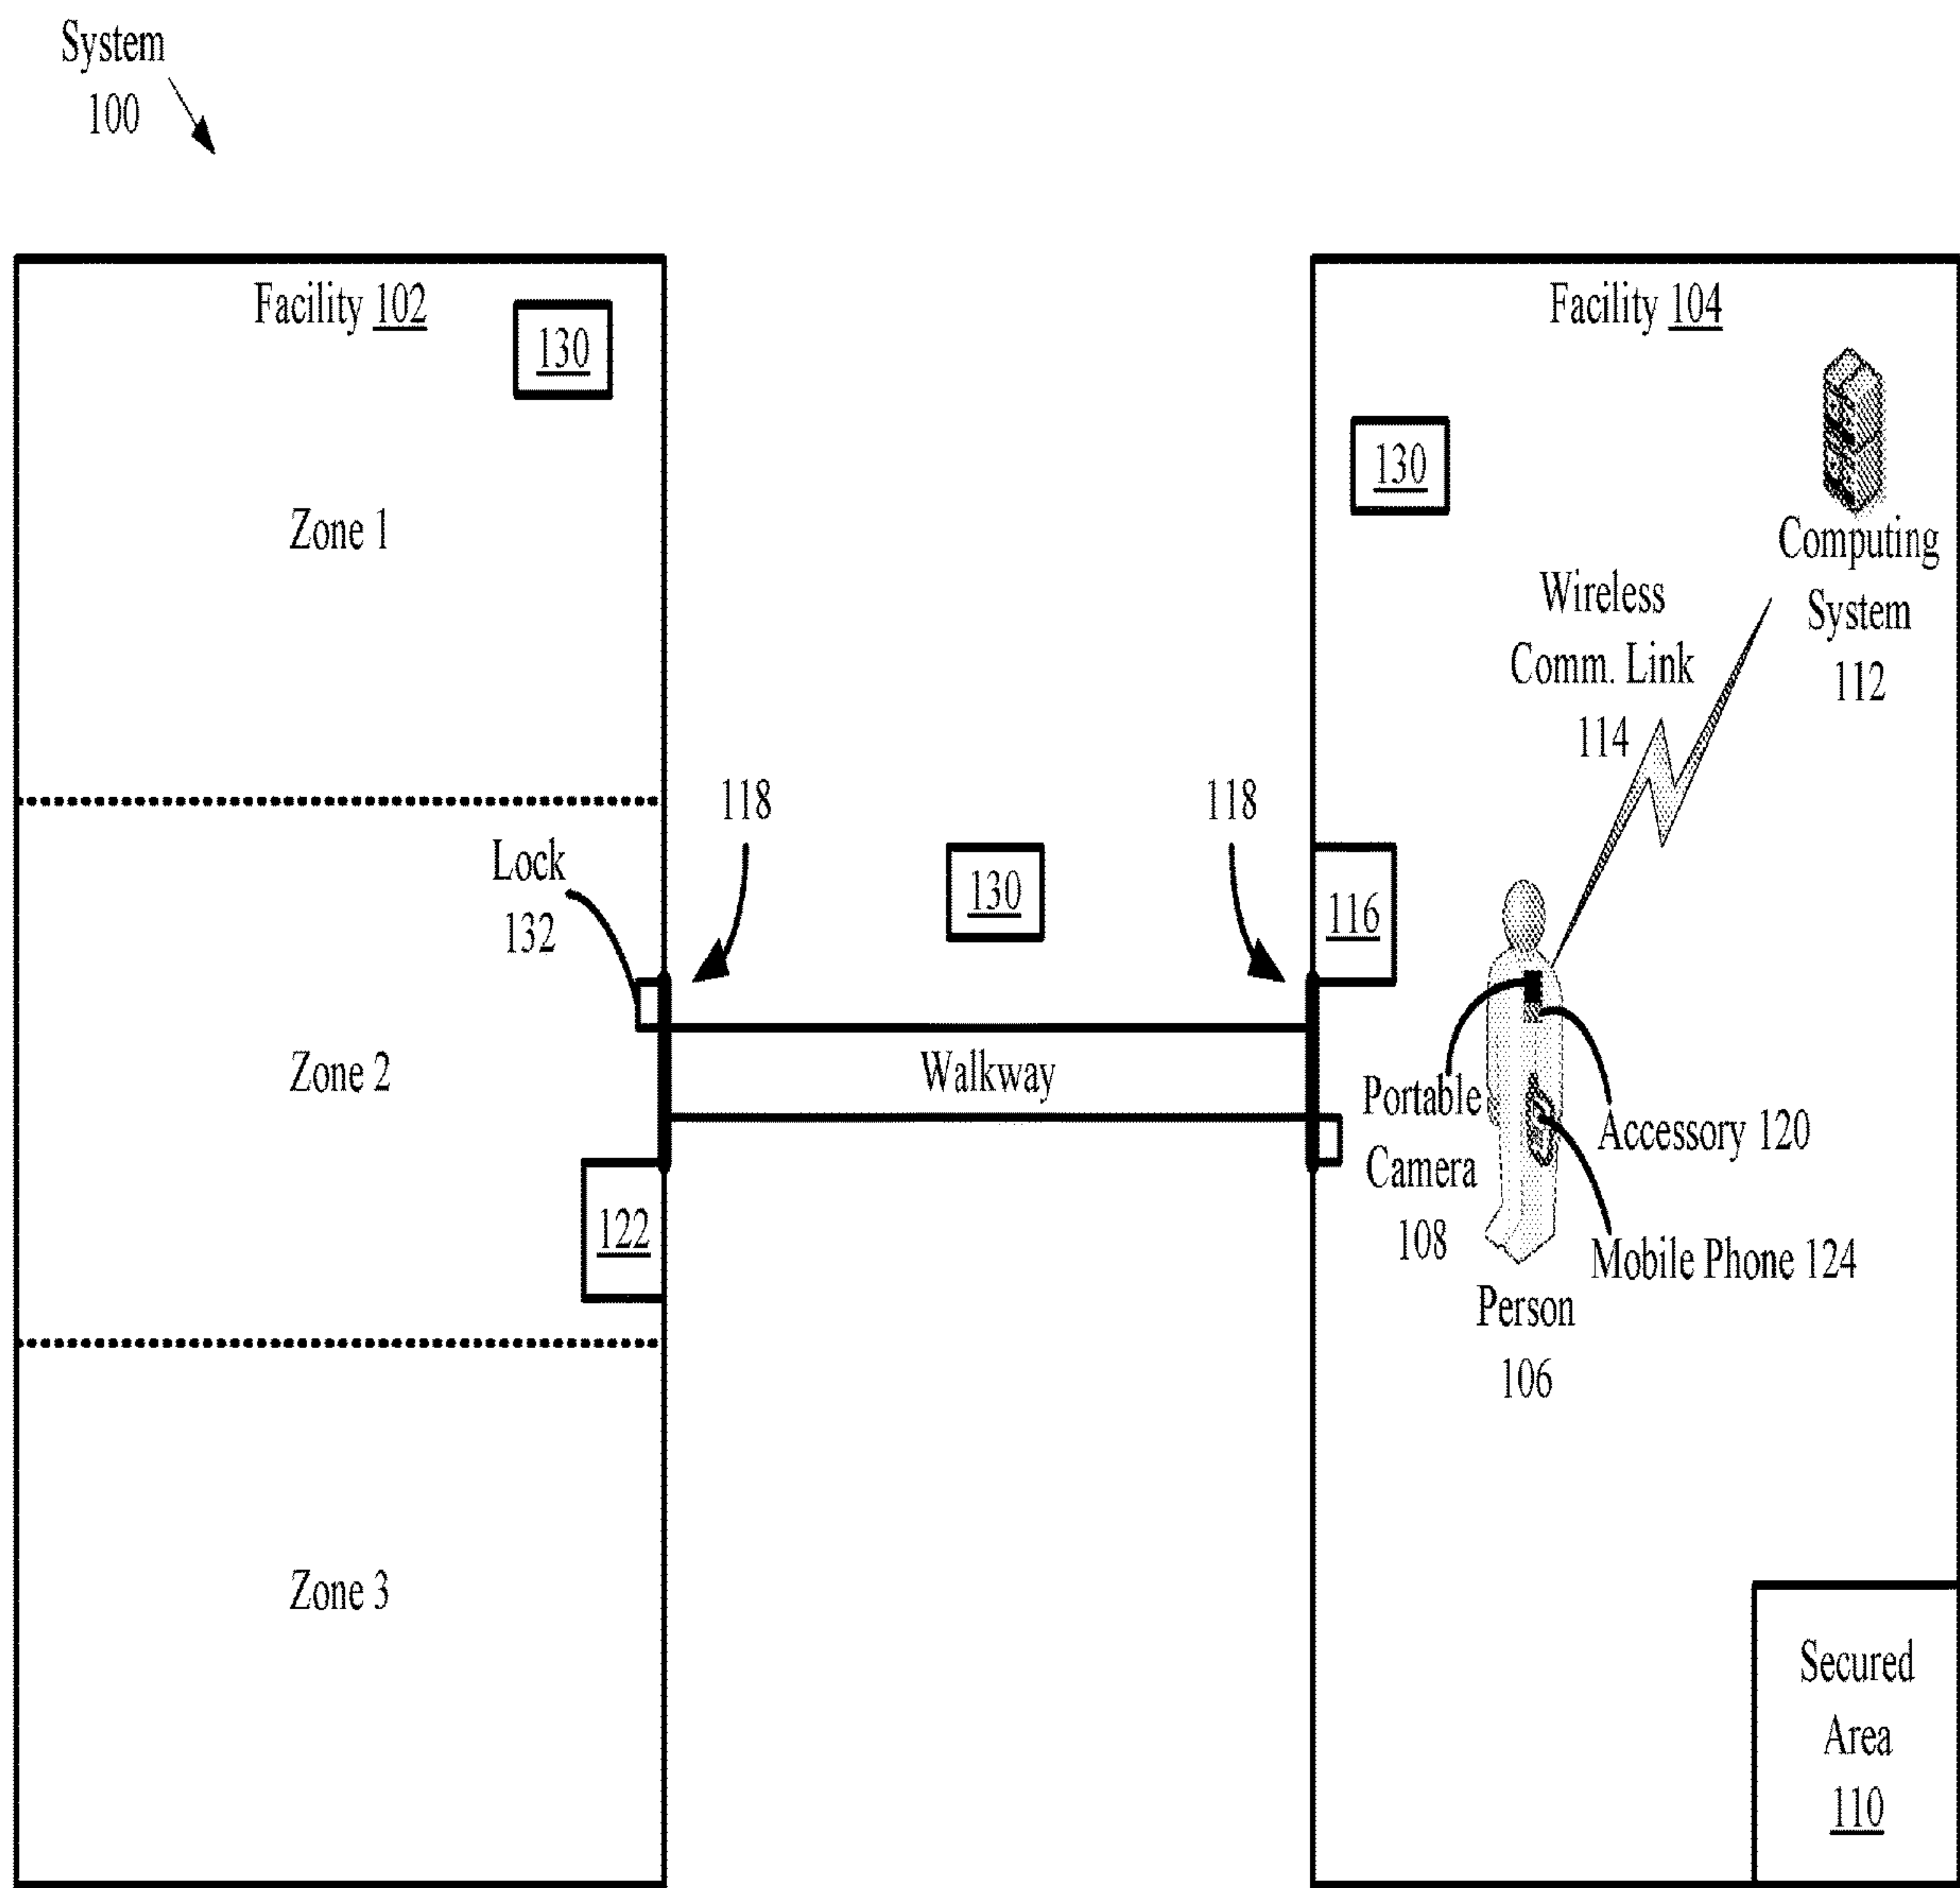 System
100
Facility 102
130
Zone 1
Lock
132
Zone 2
122
Zone 3
118
130
118
Walkway
Facility 104
130
Computing
System
112
Wireless
Comm. Link
114
116
Portable
Camera
108
Accessory 120
Mobile Phone 124
Person
106
Secured
Area
110